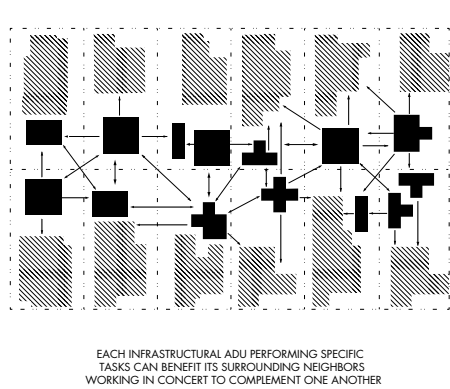 EACH INFRASTRUCTURAL ADU PERFORMING SPECIFIC
TASKS CAN BENEFIT ITS SURROUNDING NEIGHBORS
WORKING IN CONCERT TO COMPLEMENT ONE ANOTHER